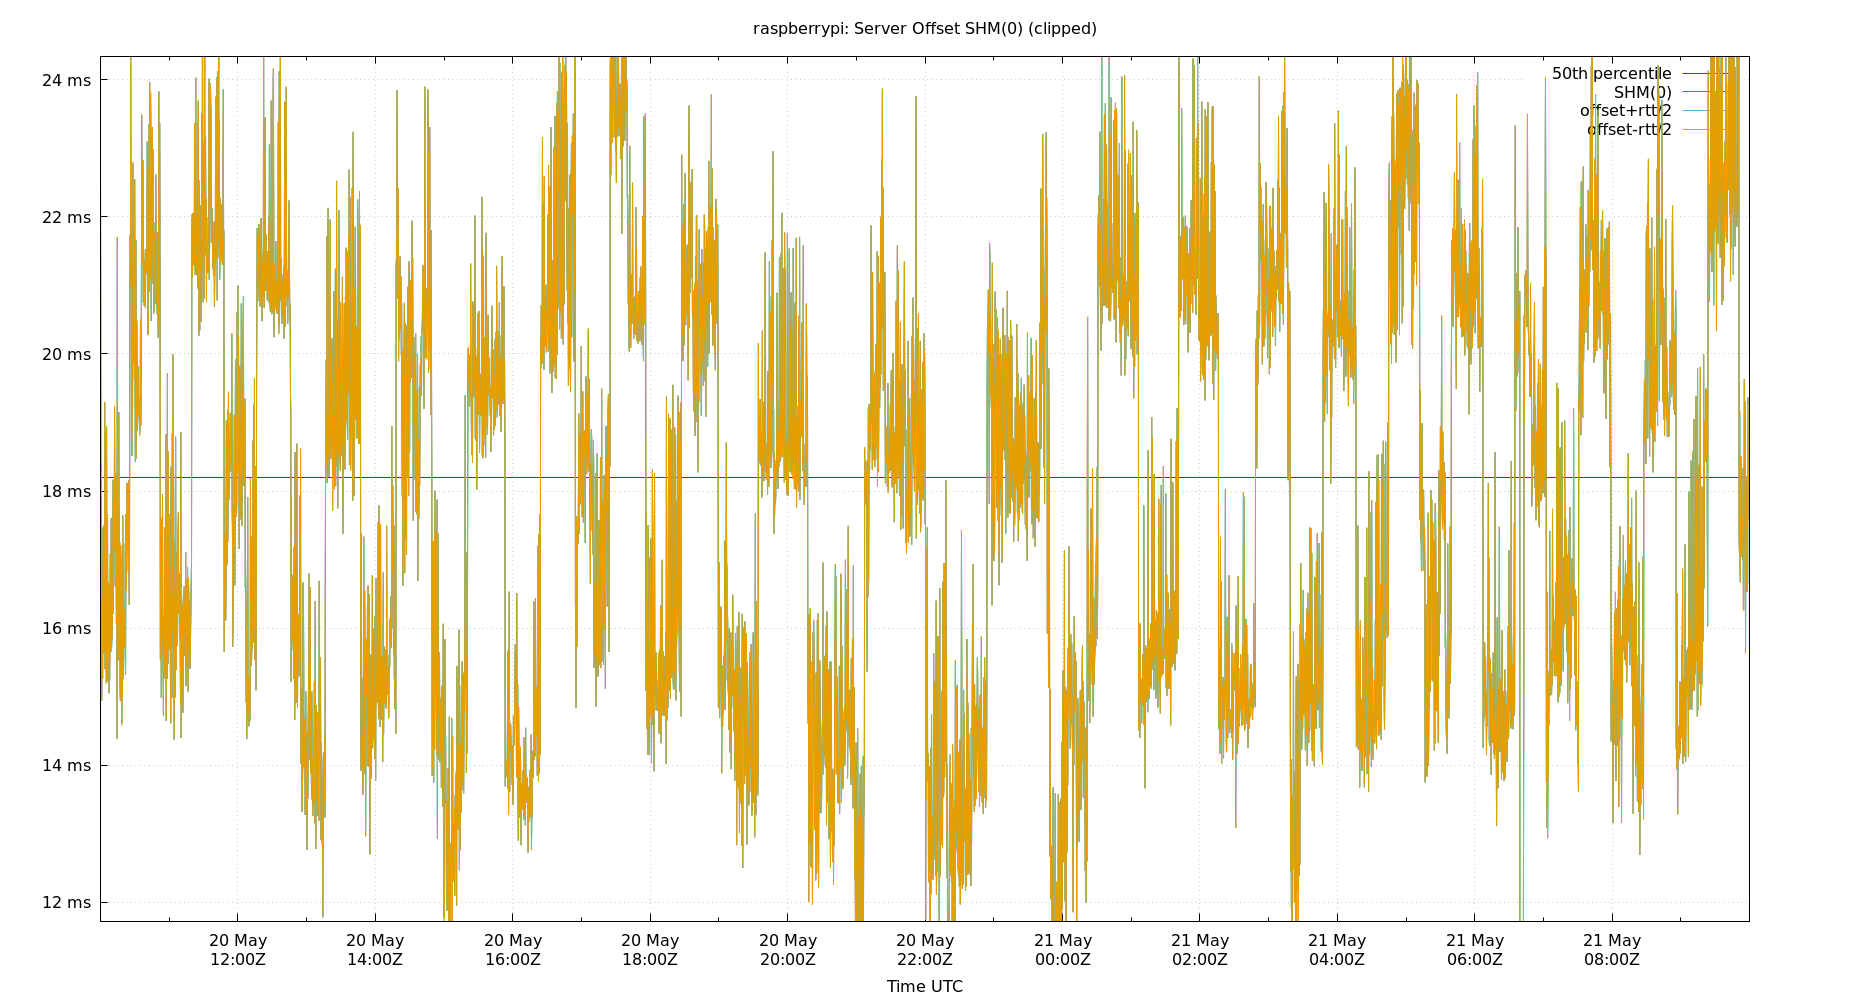 raspberrypi: Server Offset SHM(0) (clipped)
50th percentile
SHM(0)
offset+rtt/2
offset-rtt/2
24 ms
22 ms
20 ms
18 ms
16 ms
14 ms
12 ms
20 May 20 May 20 May 20 May 20 May 20 May 21 May 21 May 21 May 21 May 21 May
12:00Z 14:00Z 16:00Z 18:00Z 20:00Z 22:00Z 00:00Z 02:00Z 04:00Z 06:00Z 08:00Z
Time UTC